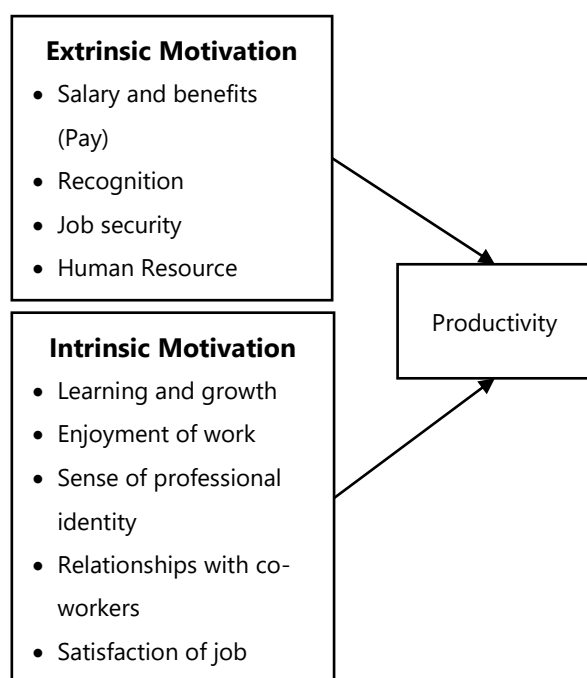 Extrinsic Motivation
• Salary and benefits
(Pay)
• Recognition
• Job security
• Human Resource
Productivity
Intrinsic Motivation
• Learning and growth
• Enjoyment of work
• Sense of professional
identity
• Relationships with co-
workers
• Satisfaction of job